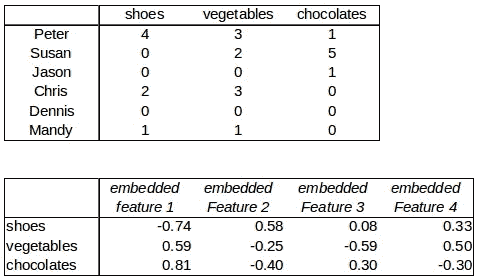 shoes vegetables chocolates
Peter 4 3 1
Susan 0 2 5
Jason 0 0 1
Chris 2 3 0
Dennis 0 0 0
Mandy 1 1 0
embedded embedded embedded embedded
feature 1 Feature 2 Feature 3 Feature 4
shoes -0.74 0.58 0.08 0.33
vegetables 0.59 -0.25 -0.59 0.50
chocolates 0.81 -0.40 0.30 -0.30